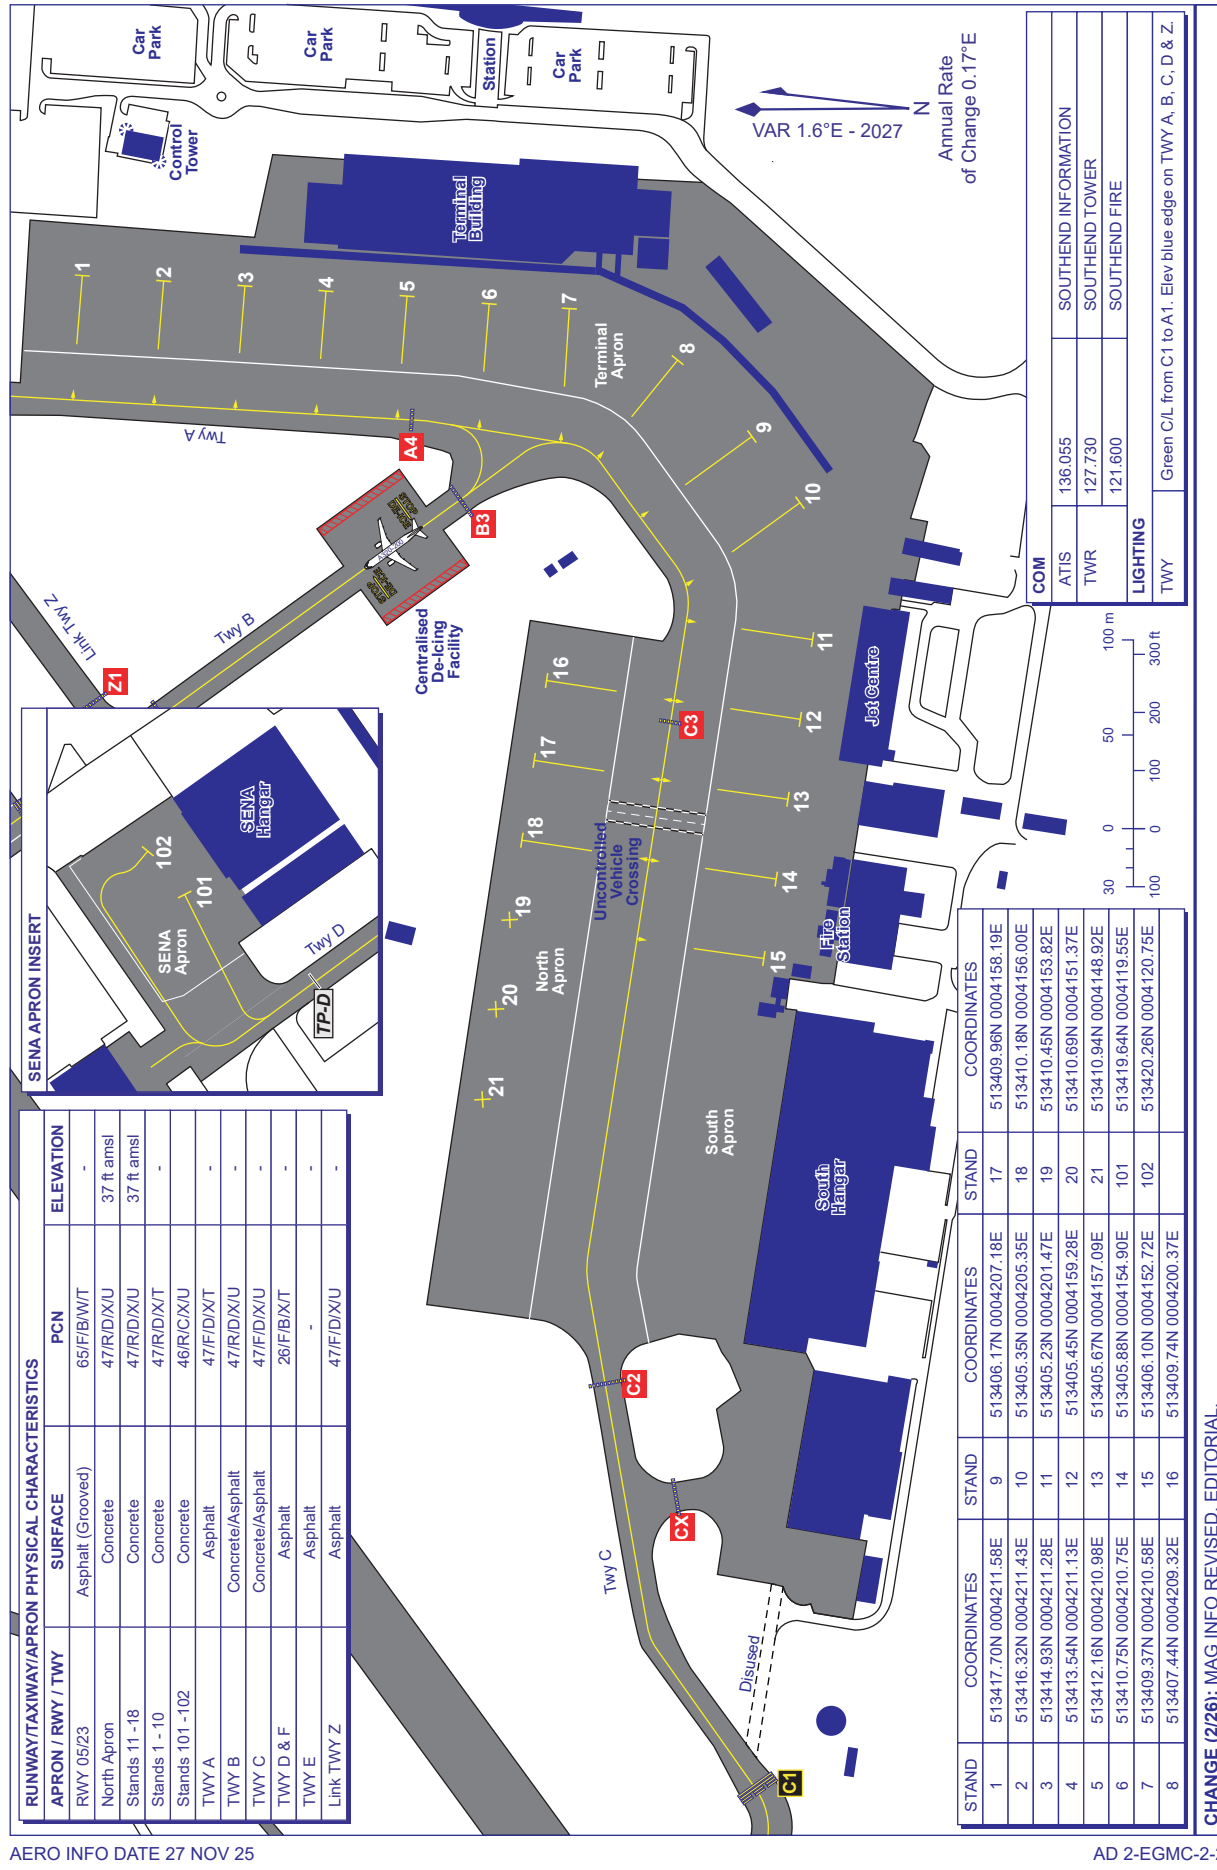 RUNWAY/TAXIWAY/APRON PHYSICAL CHARACTERISTICS
APRON / RWY / TWY SURFACE PCN ELEVATION
RWY 05/23 Asphalt (Grooved) 65/F/B/W/T -
North Apron Concrete 47/R/D/X/U 37 ft amsl
Stands 11 -18 Concrete 47/R/D/X/U 37 ft amsl
Stands 1 - 10 Concrete 47/R/D/X/T -
Stands 101 -102 Concrete 46/R/C/X/U -
TWY A Asphalt 47/F/D/X/T -
TWY B Concrete/Asphalt 47/R/D/X/U -
TWY C Concrete/Asphalt 47/F/D/X/U -
TWY D & F Asphalt 26/F/B/X/T -
TWY E Asphalt - -
Link TWY Z Asphalt 47/F/D/X/U -
SENA APRON INSERT
SENA
Apron
SENA
Hangar
101
102
Twy D
TP-D
Link Twy Z
Z1
Twy B
Centralised
De-Icing
Facility
STOP
DE-ICE
A320-200
STOP
DE-ICE
B3
A4
Twy A
Car
Park
Car
Park
Station
Car
Park
Control
Tower
Terminal
Building
1
2
3
4
5
6
7
8
9
10
Terminal
Apron
VAR 1.6°E - 2027
N
Annual Rate
of Change 0.17°E
16
17
18
19
20
21
North
Apron
Uncontrolled
Vehicle
Crossing
C3
11
12
13
14
15
South
Apron
Jet Centre
Fire
Station
South
Hangar
C2
CX
Twy C
Disused
C1
COM
ATIS 136.055 SOUTHEND INFORMATION
TWR 127.730 SOUTHEND TOWER
121.600 SOUTHEND FIRE
LIGHTING
TWY Green C/L from C1 to A1. Elev blue edge on TWY A, B, C, D & Z.
30 0 50 100 m
100 0 100 200 300 ft
STAND COORDINATES STAND COORDINATES STAND COORDINATES
1 513417.70N 0004211.58E 9 513406.17N 0004207.18E 17 513409.96N 0004158.19E
2 513416.32N 0004211.43E 10 513405.35N 0004205.35E 18 513410.18N 0004156.00E
3 513414.93N 0004211.28E 11 513405.23N 0004201.47E 19 513410.45N 0004153.82E
4 513413.54N 0004211.13E 12 513405.45N 0004159.28E 20 513410.69N 0004151.37E
5 513412.16N 0004210.98E 13 513405.67N 0004157.09E 21 513410.94N 0004148.92E
6 513410.75N 0004210.75E 14 513405.88N 0004154.90E 101 513419.64N 0004119.55E
7 513409.37N 0004210.58E 15 513406.10N 0004152.72E 102 513420.26N 0004120.75E
8 513407.44N 0004209.32E 16 513409.74N 0004200.37E
CHANGE (2/26): MAG INFO REVISED. EDITORIAL.
AERO INFO DATE 27 NOV 25
AD 2-EGMC-2-2